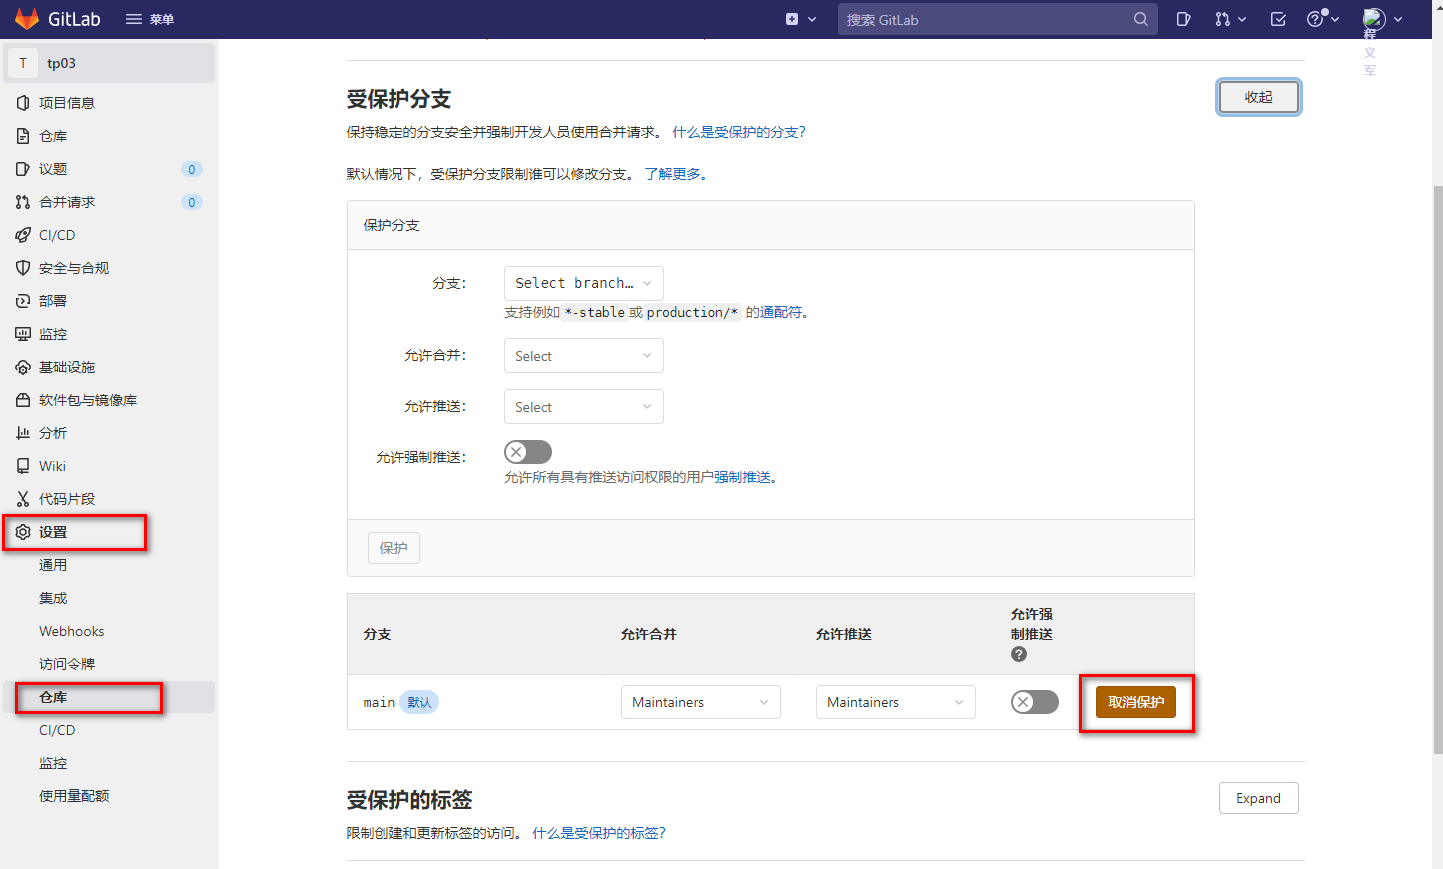 GitLab
菜单
搜索 GitLab
程
义
军
T tp03
项目信息
仓库
议题 0
合并请求 0
CI/CD
安全与合规
部署
监控
基础设施
软件包与镜像库
分析
Wiki
代码片段
设置
通用
集成
Webhooks
访问令牌
仓库
CI/CD
监控
使用量配额
受保护分支
收起
保持稳定的分支安全并强制开发人员使用合并请求。 什么是受保护的分支?
默认情况下，受保护分支限制谁可以修改分支。 了解更多。
保护分支
分支: Select branch...
支持例如 *-stable 或 production/* 的通配符。
允许合并: Select
允许推送: Select
允许强制推送:
允许所有具有推送访问权限的用户强制推送。
保护
分支 允许合并 允许推送 允许强
制推送
main 默认 Maintainers Maintainers 取消保护
受保护的标签
Expand
限制创建和更新标签的访问。 什么是受保护的标签?